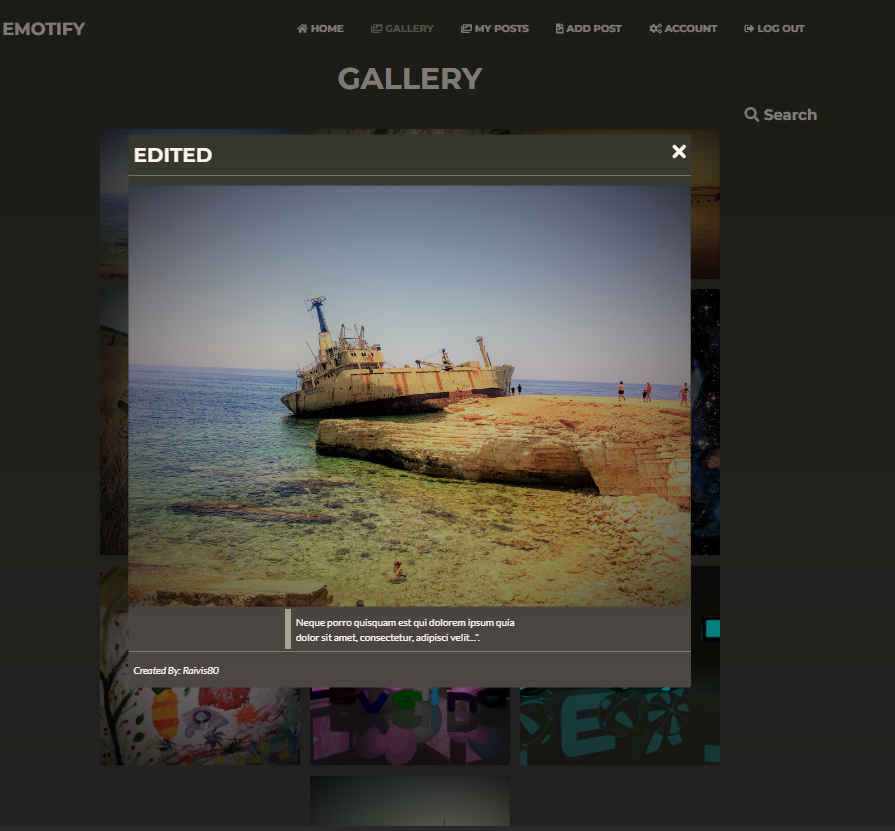 EMOTIFY
HOME GALLERY MY POSTS ADD POST ACCOUNT LOG OUT
GALLERY
Search
EDITED
Neque porro quisquam est qui dolorem ipsum quia
dolor sit amet, consectetur, adipisci velit...".
Created By: Raivis80